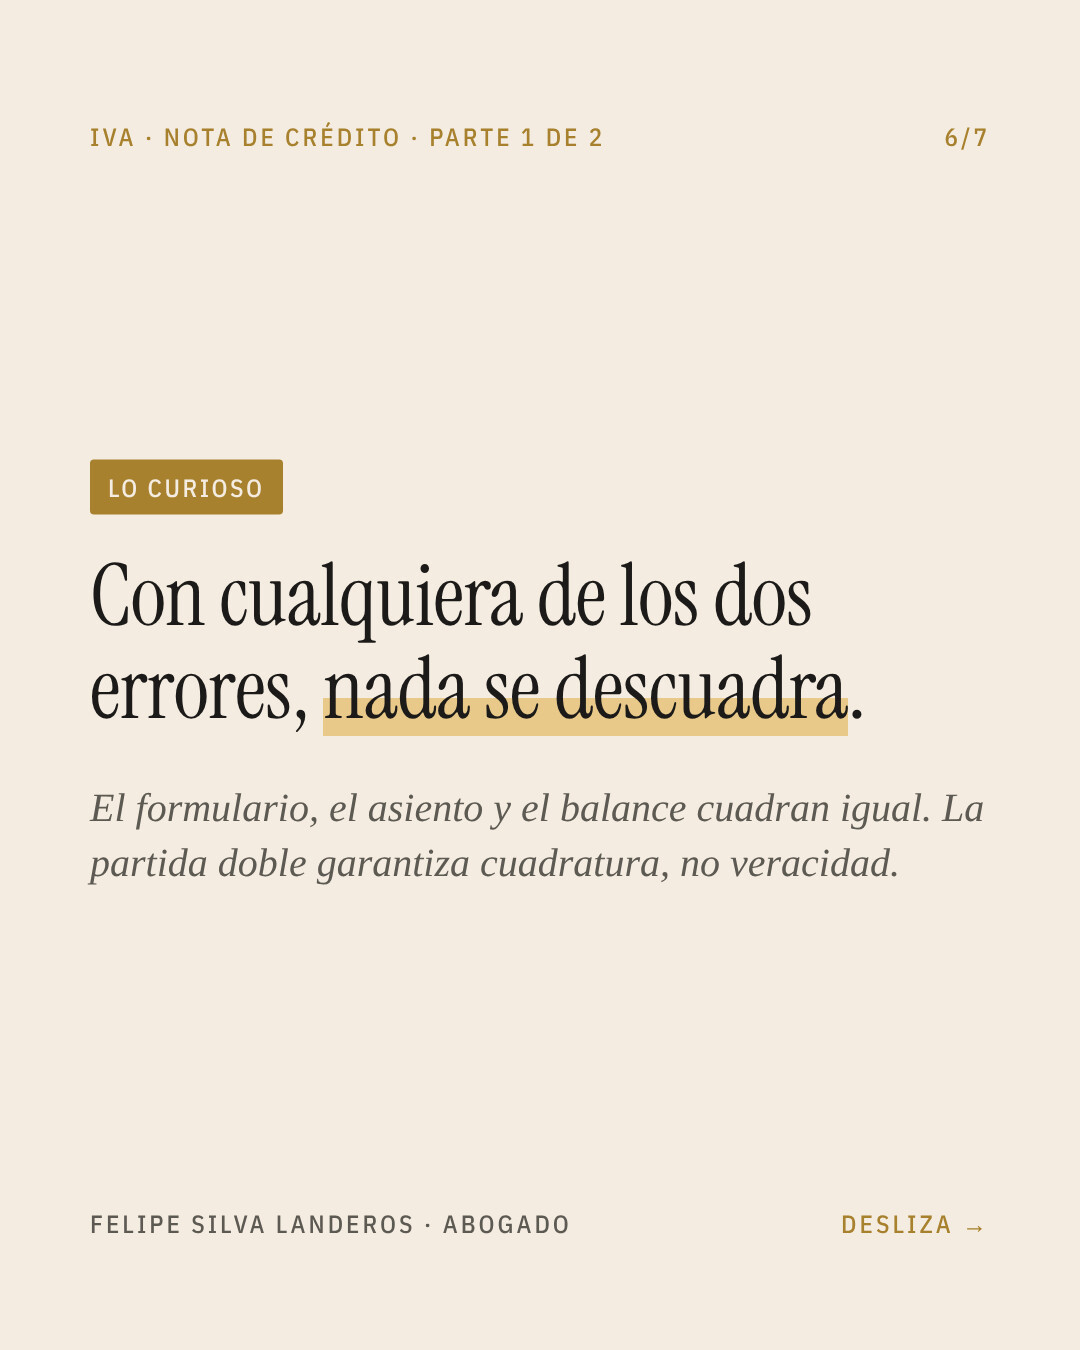 IVA · NOTA DE CRÉDITO · PARTE 1 DE 2
6/7
LO CURIOSO
Con cualquiera de los dos
errores, nada se descuadra.
El formulario, el asiento y el balance cuadran igual. La
partida doble garantiza cuadratura, no veracidad.
FELIPE SILVA LANDEROS · ABOGADO
DESLIZA →